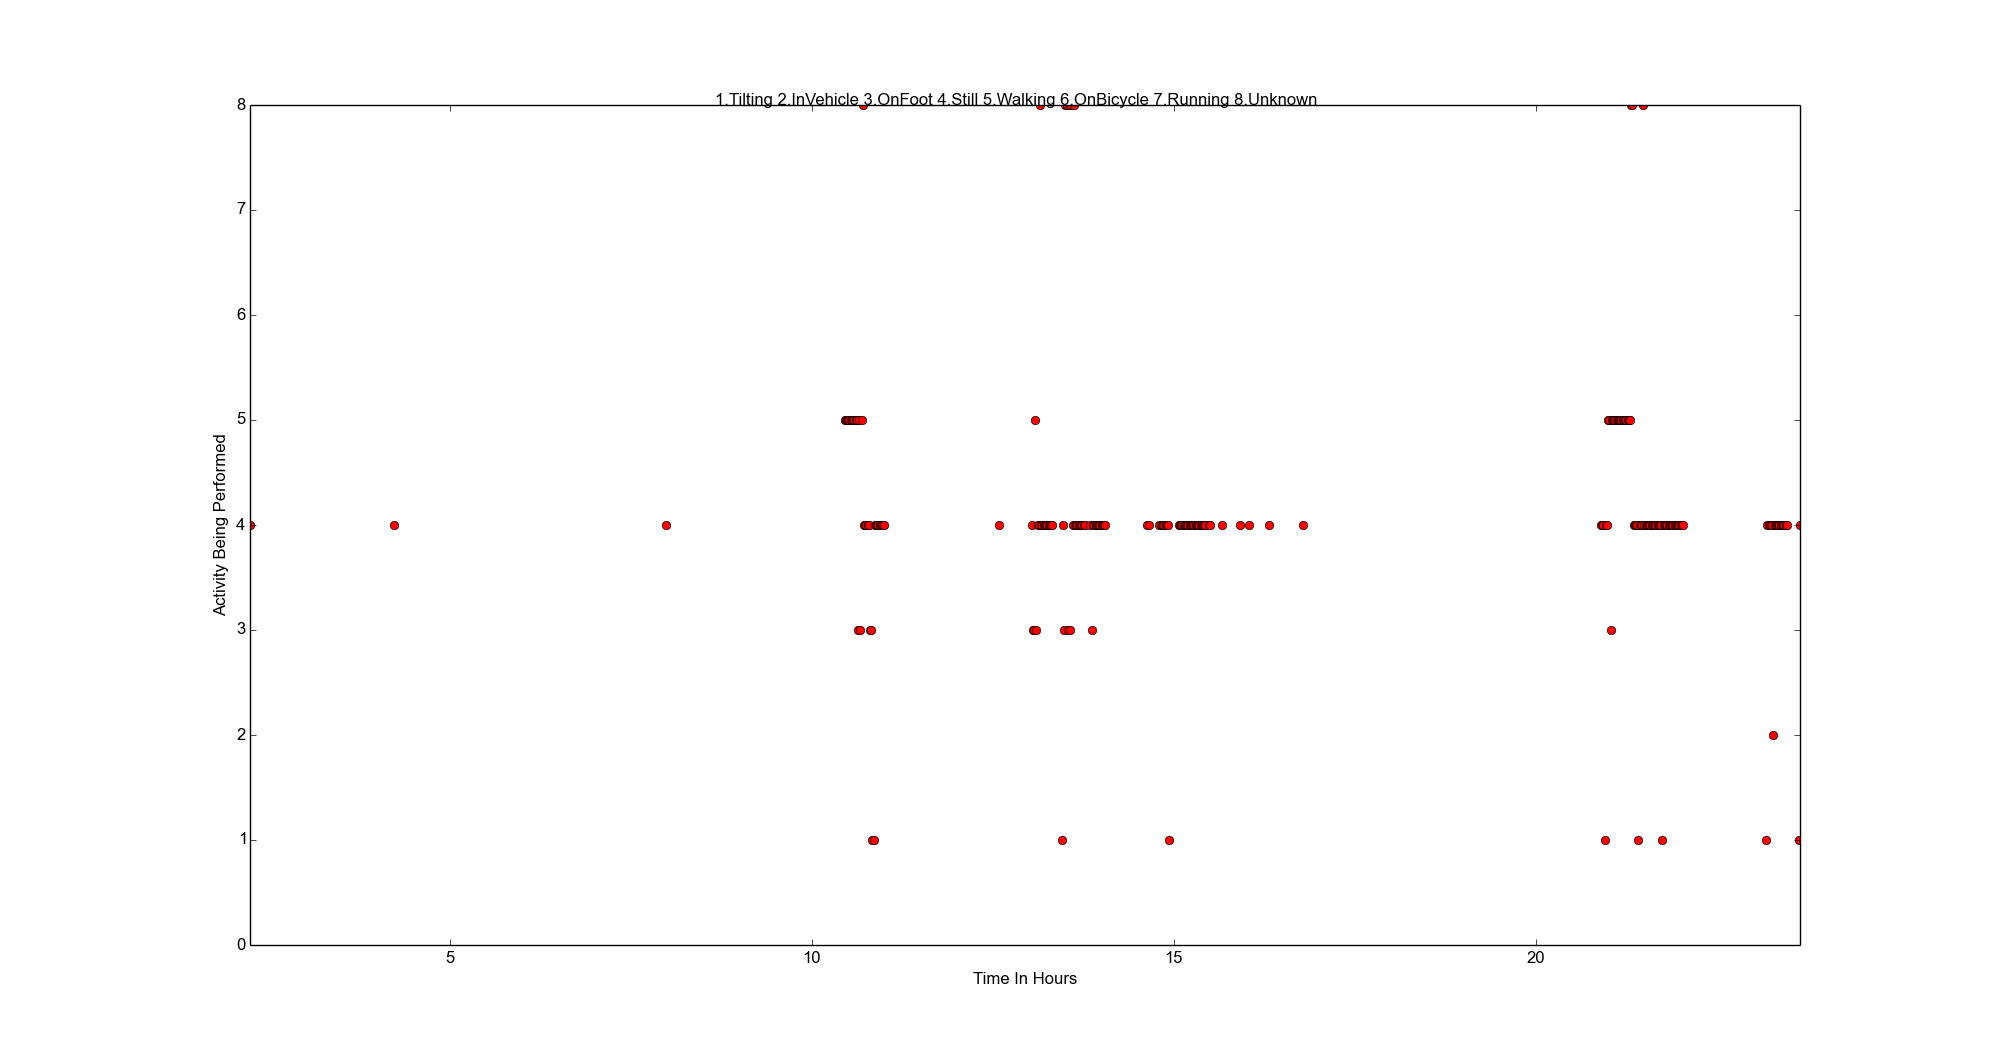 1.Tilting 2.InVehicle 3.OnFoot 4.Still 5.Walking 6.OnBicycle 7.Running 8.Unknown
8
7
6
5
4
3
2
1
0
Activity Being Performed
5 10 15 20
Time In Hours